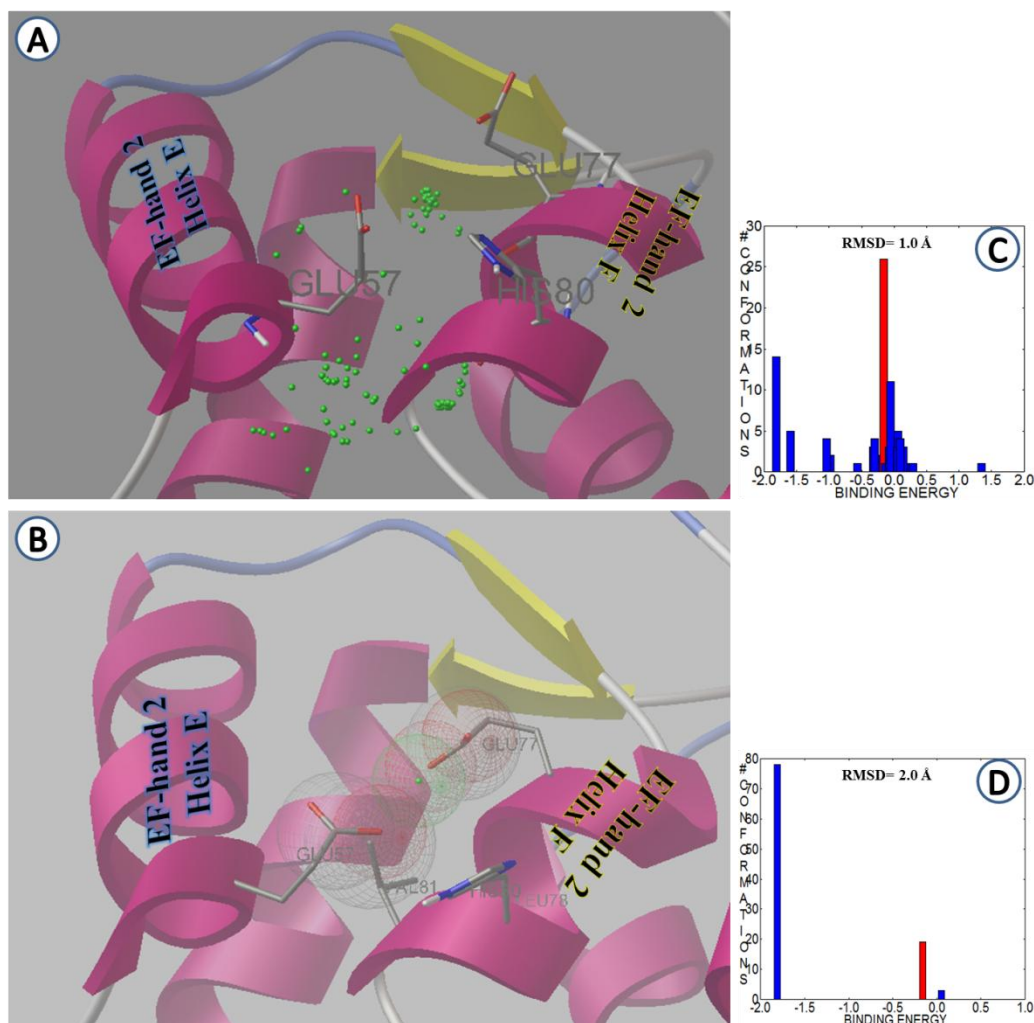 A
EF-hand 2
Helix E
GLU57
GLU77
HIS80
EF-hand 2
Helix F
C
RMSD= 1.0 Å
# CONFORMATIONS
30
25
20
15
10
5
0
-2.0 -1.5 -1.0 -0.5 0.0 0.5 1.0 1.5 2.0
BINDING ENERGY
B
EF-hand 2
Helix E
GLU57
GLU77
AL81
EU78
EF-hand 2
Helix F
D
RMSD= 2.0 Å
# CONFORMATIONS
80
70
60
50
40
30
20
10
0
-1.5 -1.0 -0.5 0.0 0.5 1.0
BINDING ENERGY